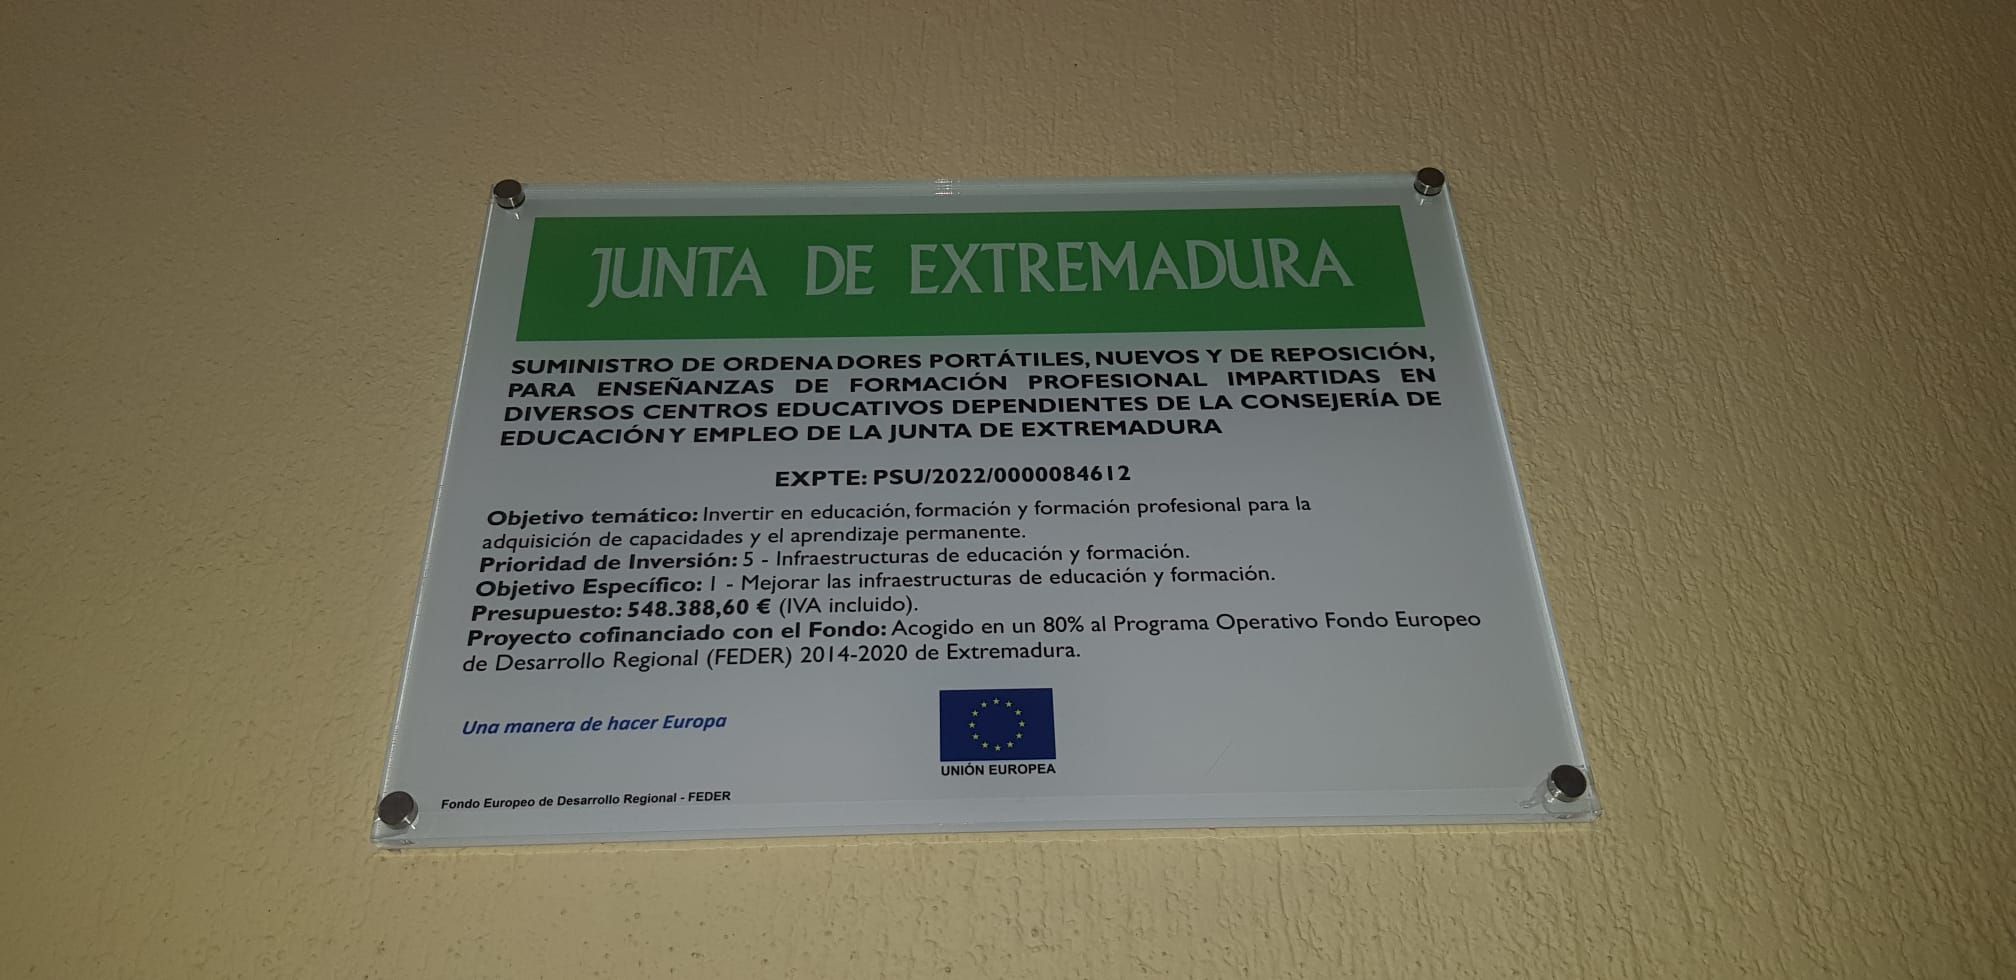 JUNTA DE EXTREMADURA
SUMINISTRO DE ORDENADORES PORTÁTILES, NUEVOS Y DE REPOSICIÓN,
PARA ENSEÑANZAS DE FORMACIÓN PROFESIONAL IMPARTIDAS EN
DIVERSOS CENTROS EDUCATIVOS DEPENDIENTES DE LA CONSEJERÍA DE
EDUCACIÓN Y EMPLEO DE LA JUNTA DE EXTREMADURA
EXPTE: PSU/2022/0000084612
Objetivo temático: Invertir en educación, formación y formación profesional para la
adquisición de capacidades y el aprendizaje permanente.
Prioridad de Inversión: 5 - Infraestructuras de educación y formación.
Objetivo Específico: 1 - Mejorar las infraestructuras de educación y formación.
Presupuesto: 548.388,60 € (IVA incluido).
Proyecto cofinanciado con el Fondo: Acogido en un 80% al Programa Operativo Fondo Europeo
de Desarrollo Regional (FEDER) 2014-2020 de Extremadura.
Una manera de hacer Europa
UNIÓN EUROPEA
Fondo Europeo de Desarrollo Regional - FEDER